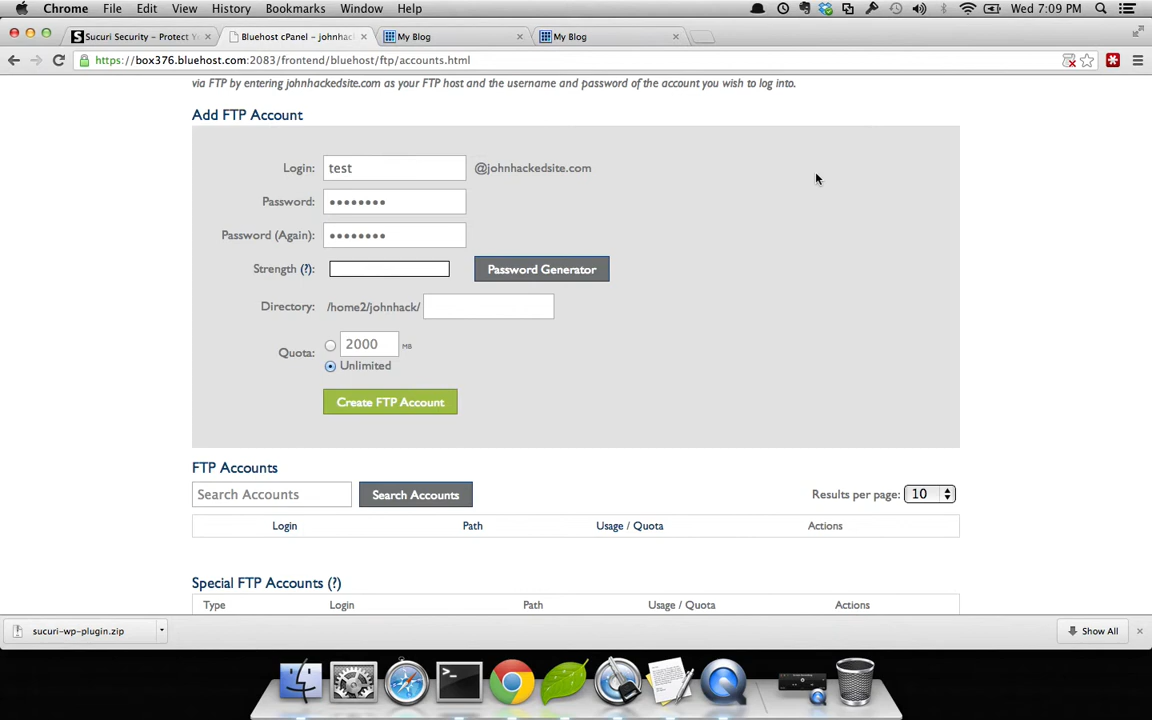 Chrome File Edit View History Bookmarks Window Help Wed 7:09 PM
Sucuri Security - Protect Y Bluehost cPanel - johnhac My Blog My Blog
https://box376.bluehost.com:2083/frontend/bluehost/ftp/accounts.html
via FTP by entering johnhackedsite.com as your FTP host and the username and password of the account you wish to log into.
Add FTP Account
Login: test @johnhackedsite.com
Password: ••••••••
Password (Again): ••••••••
Strength (?): Password Generator
Directory: /home2/johnhack/
Quota: 2000 MB
Unlimited
Create FTP Account
FTP Accounts
Search Accounts Search Accounts Results per page: 10
Login Path Usage / Quota Actions
Special FTP Accounts (?)
Type Login Path Usage / Quota Actions
sucuri-wp-plugin.zip Show All